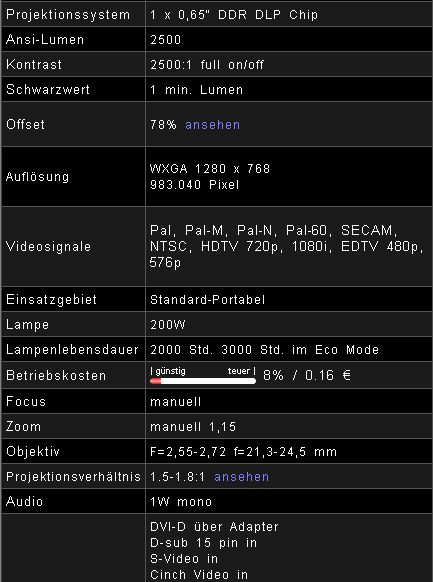 Projektionssystem 1 x 0,65" DDR DLP Chip
Ansi-Lumen 2500
Kontrast 2500:1 full on/off
Schwarzwert 1 min. Lumen
Offset 78% ansehen
Auflösung WXGA 1280 x 768
983.040 Pixel
Videosignale Pal, Pal-M, Pal-N, Pal-60, SECAM,
NTSC, HDTV 720p, 1080i, EDTV 480p,
576p
Einsatzgebiet Standard-Portabel
Lampe 200W
Lampenlebensdauer 2000 Std. 3000 Std. im Eco Mode
Betriebskosten | günstig teuer | 8% / 0.16 €
Focus manuell
Zoom manuell 1,15
Objektiv F=2,55-2,72 f=21,3-24,5 mm
Projektionsverhältnis 1.5-1.8:1 ansehen
Audio 1W mono
DVI-D über Adapter
D-sub 15 pin in
S-Video in
Cinch Video in